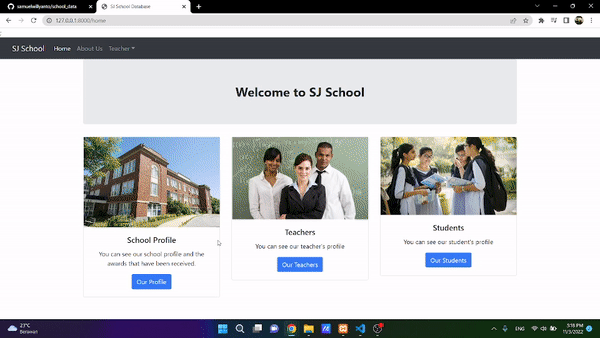 samuelwillyanto/school_data
SJ School Database
127.0.0.1:8000/home
SJ School
Home
About Us
Teacher
Welcome to SJ School
School Profile
You can see our school profile and the
awards that have been received.
Our Profile
Teachers
You can see our teacher's profile
Our Teachers
Students
You can see our student's profile
Our Students
23°C
Berawan
ENG
5:18 PM
11/3/2022